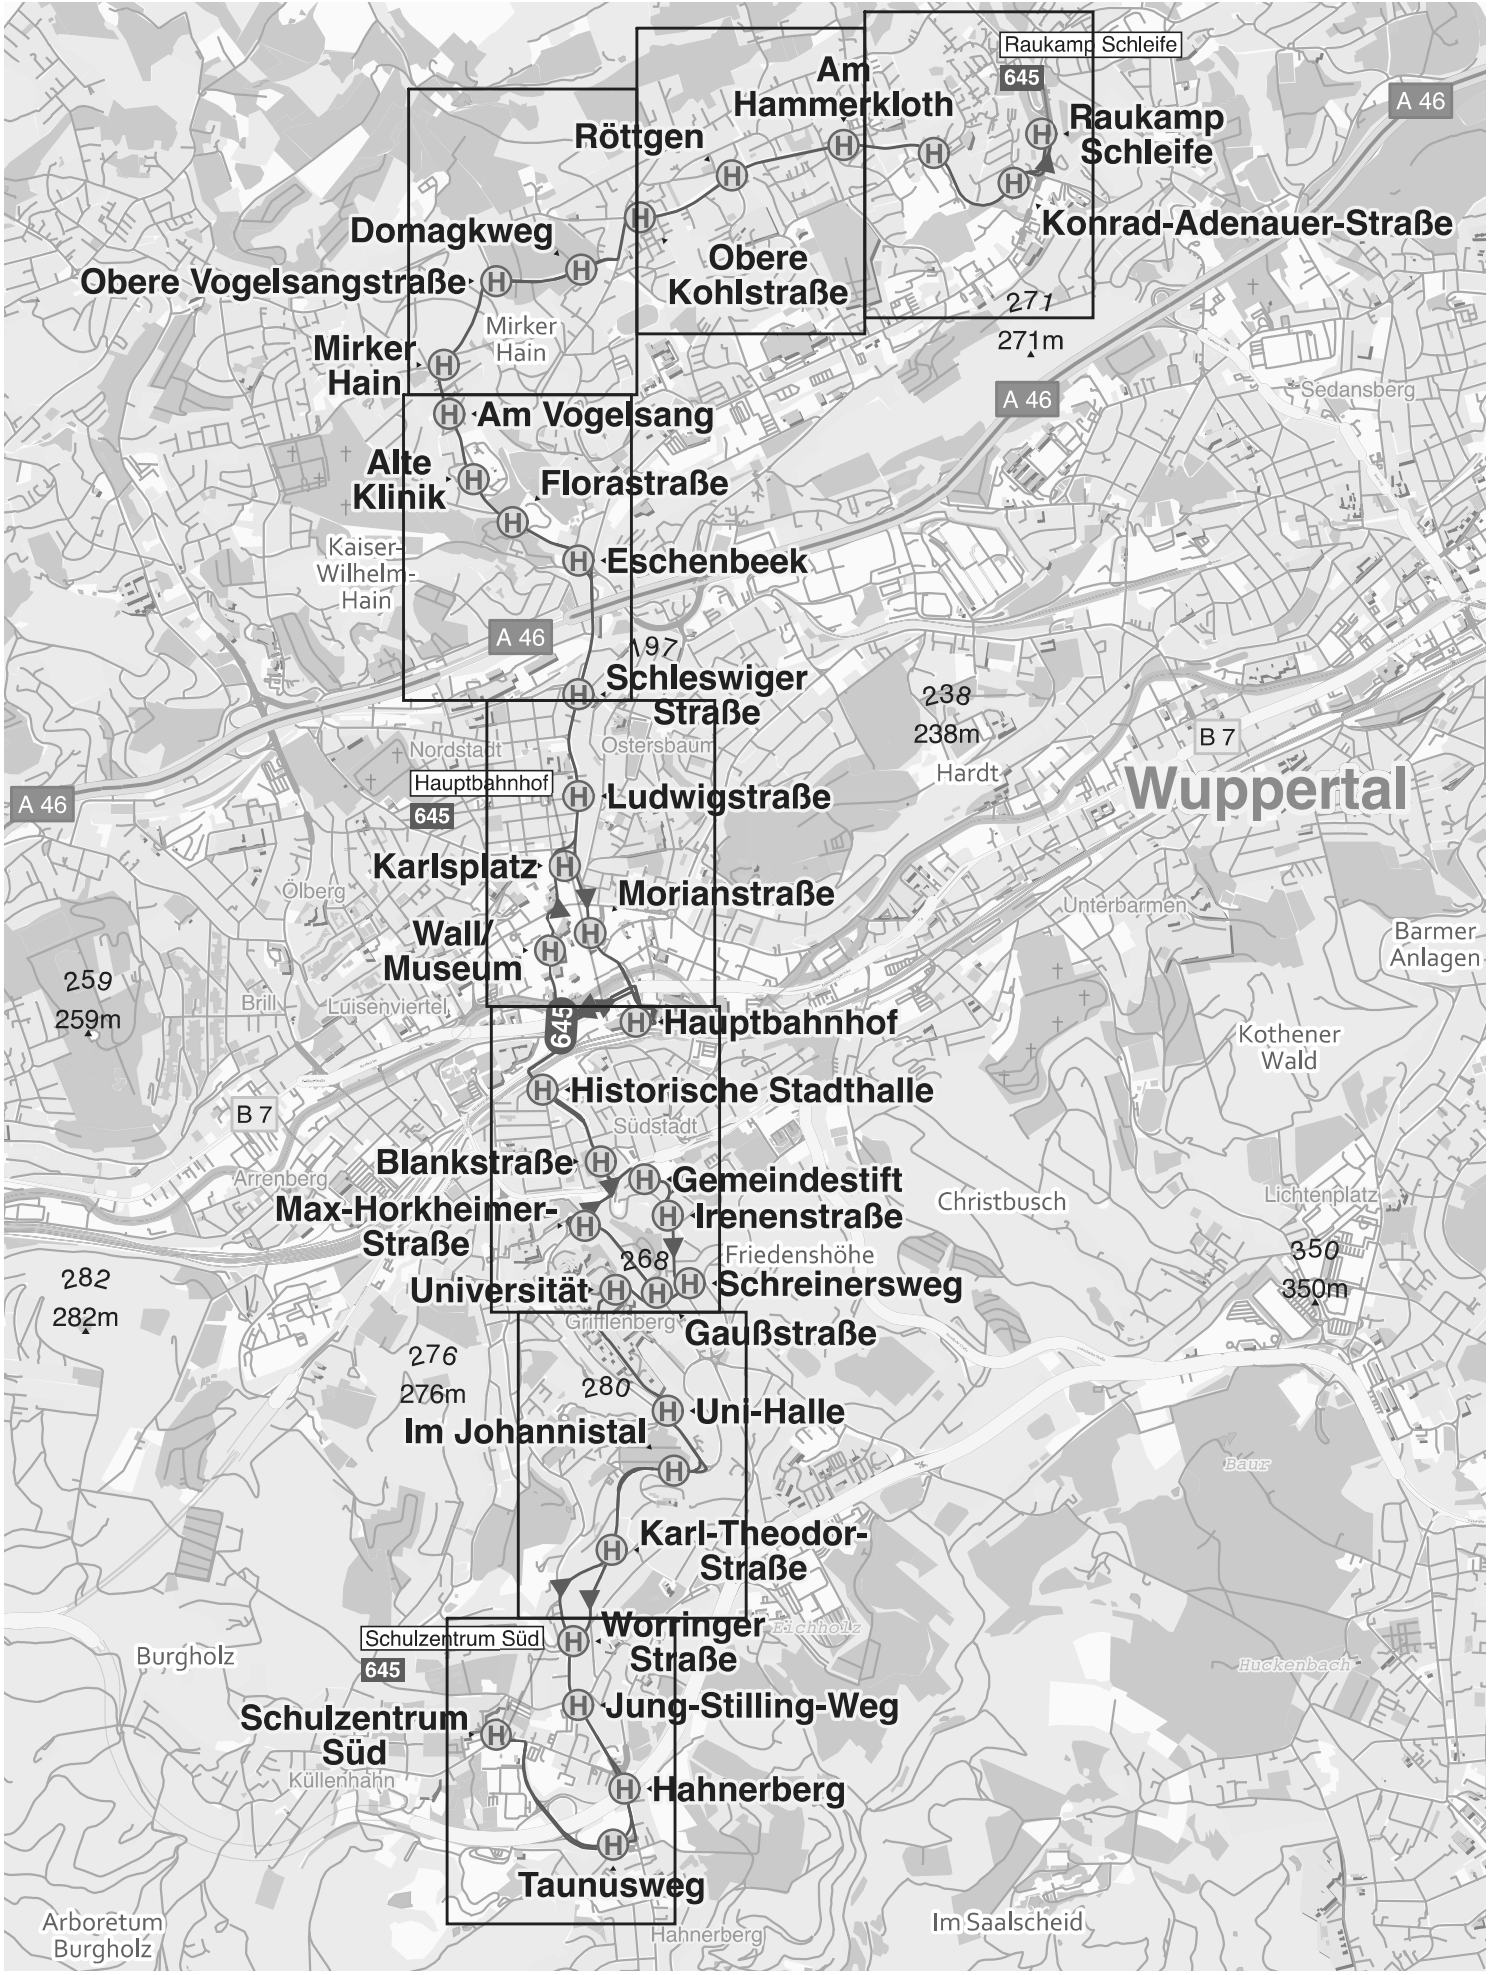 Raukamp Schleife
645
A 46
Am
Hammerkloth
Röttgen
Raukamp
Schleife
Domagkweg
Konrad-Adenauer-Straße
Obere Vogelsangstraße
Obere
Kohlstraße
271
271m
Mirker
Hain
Mirker
Hain
A 46
Sedansberg
Am Vogelsang
Alte
Klinik
Florastraße
Kaiser-
Wilhelm-
Hain
Eschenbeek
A 46
197
Schleswiger
Straße
238
238m
Hardt
B 7
Nordstadt
Ostersbaum
Wuppertal
Hauptbahnhof
645
A 46
Ludwigstraße
Karlsplatz
Ölberg
Morianstraße
Unterbarmen
Wall/
Museum
Barmer
Anlagen
259
259m
Brill
Luisenviertel
645
Hauptbahnhof
Kothener
Wald
Historische Stadthalle
B 7
Südstadt
Blankstraße
Arrenberg
Gemeindestift
Max-Horkheimer-
Straße
Irenenstraße
Christbusch
Lichtenplatz
268
Friedenshöhe
350
350m
282
282m
Universität
Schreinersweg
Grifflenberg
Gaußstraße
276
276m
280
Uni-Halle
Im Johannistal
Baur
Karl-Theodor-
Straße
Schulzentrum Süd
645
Worringer
Straße
Eichholz
Burgholz
Huckenbach
Schulzentrum
Süd
Jung-Stilling-Weg
Küllenhahn
Hahnerberg
Taunusweg
Arboretum
Burgholz
Im Saalscheid
Hahnerberg